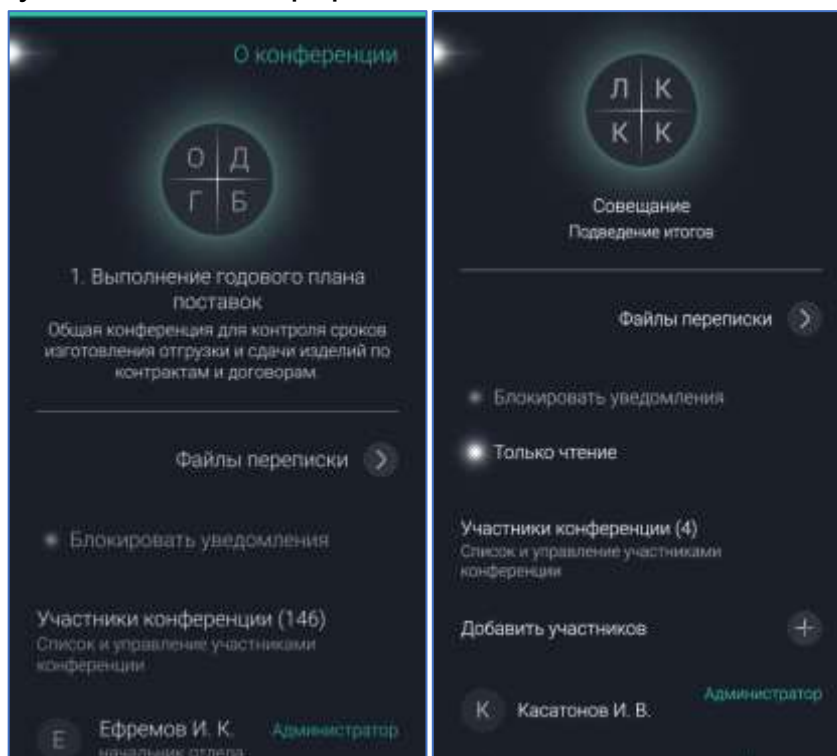 О конференции
О Д
Г Б
1. Выполнение годового плана
поставок
Общая конференция для контроля сроков
изготовления отгрузки и сдачи изделий по
контрактам и договорам.
Файлы переписки
Блокировать уведомления
Участники конференции (146)
Список и управление участниками
конференции
Е
Ефремов И. К. Администратор
начальник отдела
Л К
К К
Совещание
Подведение итогов
Файлы переписки
Блокировать уведомления
Только чтение
Участники конференции (4)
Список и управление участниками
конференции
Добавить участников
Администратор
К Касатонов И. В.